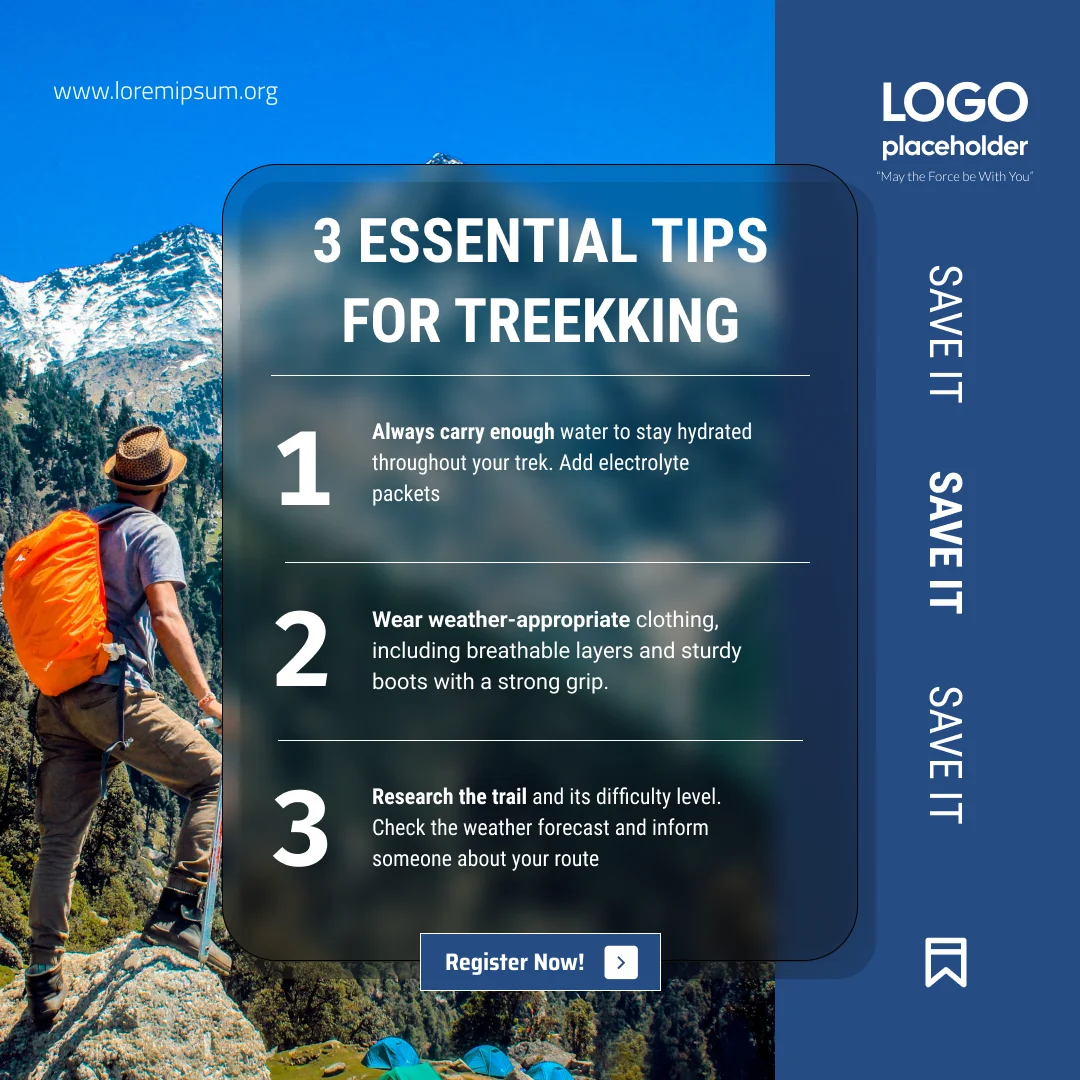 www.loremipsum.org
LOGO
placeholder
"May the Force be With You"
3 ESSENTIAL TIPS
FOR TREEKKING
1
Always carry enough water to stay hydrated
throughout your trek. Add electrolyte
packets
2
Wear weather-appropriate clothing,
including breathable layers and sturdy
boots with a strong grip.
3
Research the trail and its difficulty level.
Check the weather forecast and inform
someone about your route
Register Now!
SAVE IT
SAVE IT
SAVE IT